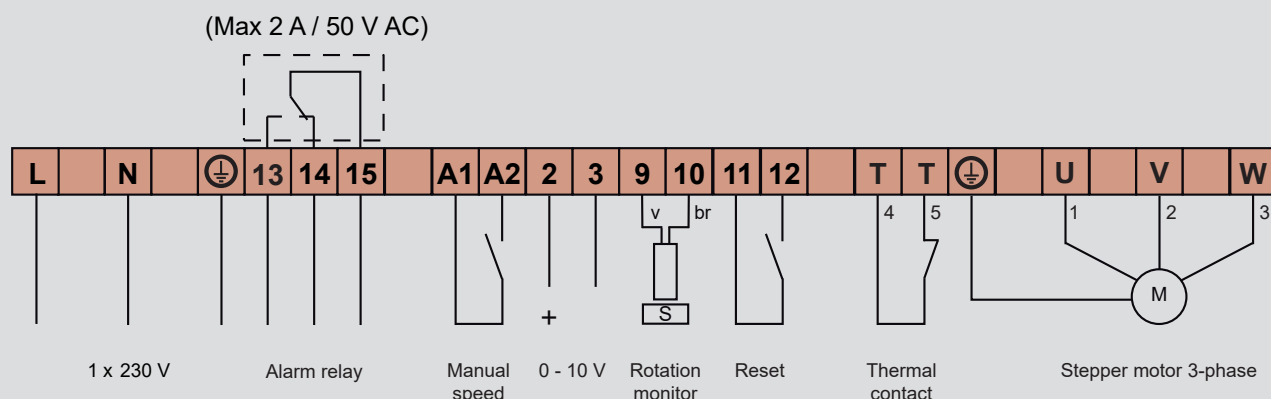 (Max 2 A / 50 V AC)
L N 13 14 15 A1 A2 2 3 9 10 11 12 T T U V W
v br 4 5 1 2 3
S M
+
1 x 230 V Alarm relay Manual speed 0 - 10 V Rotation monitor Reset Thermal contact Stepper motor 3-phase